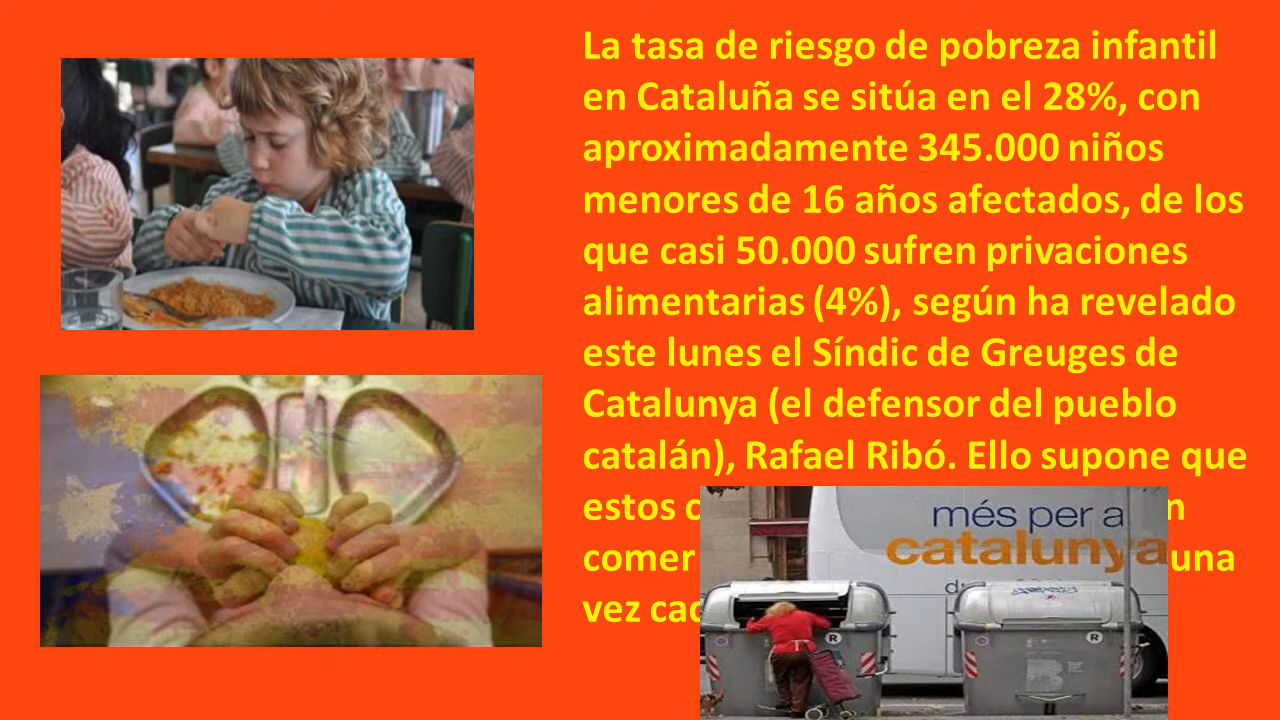 La tasa de riesgo de pobreza infantil
en Cataluña se sitúa en el 28%, con
aproximadamente 345.000 niños
menores de 16 años afectados, de los
que casi 50.000 sufren privaciones
alimentarias (4%), según ha revelado
este lunes el Síndic de Greuges de
Catalunya (el defensor del pueblo
catalán), Rafael Ribó. Ello supone que
estos
comer una
vez
més per a
catalunya
R
R